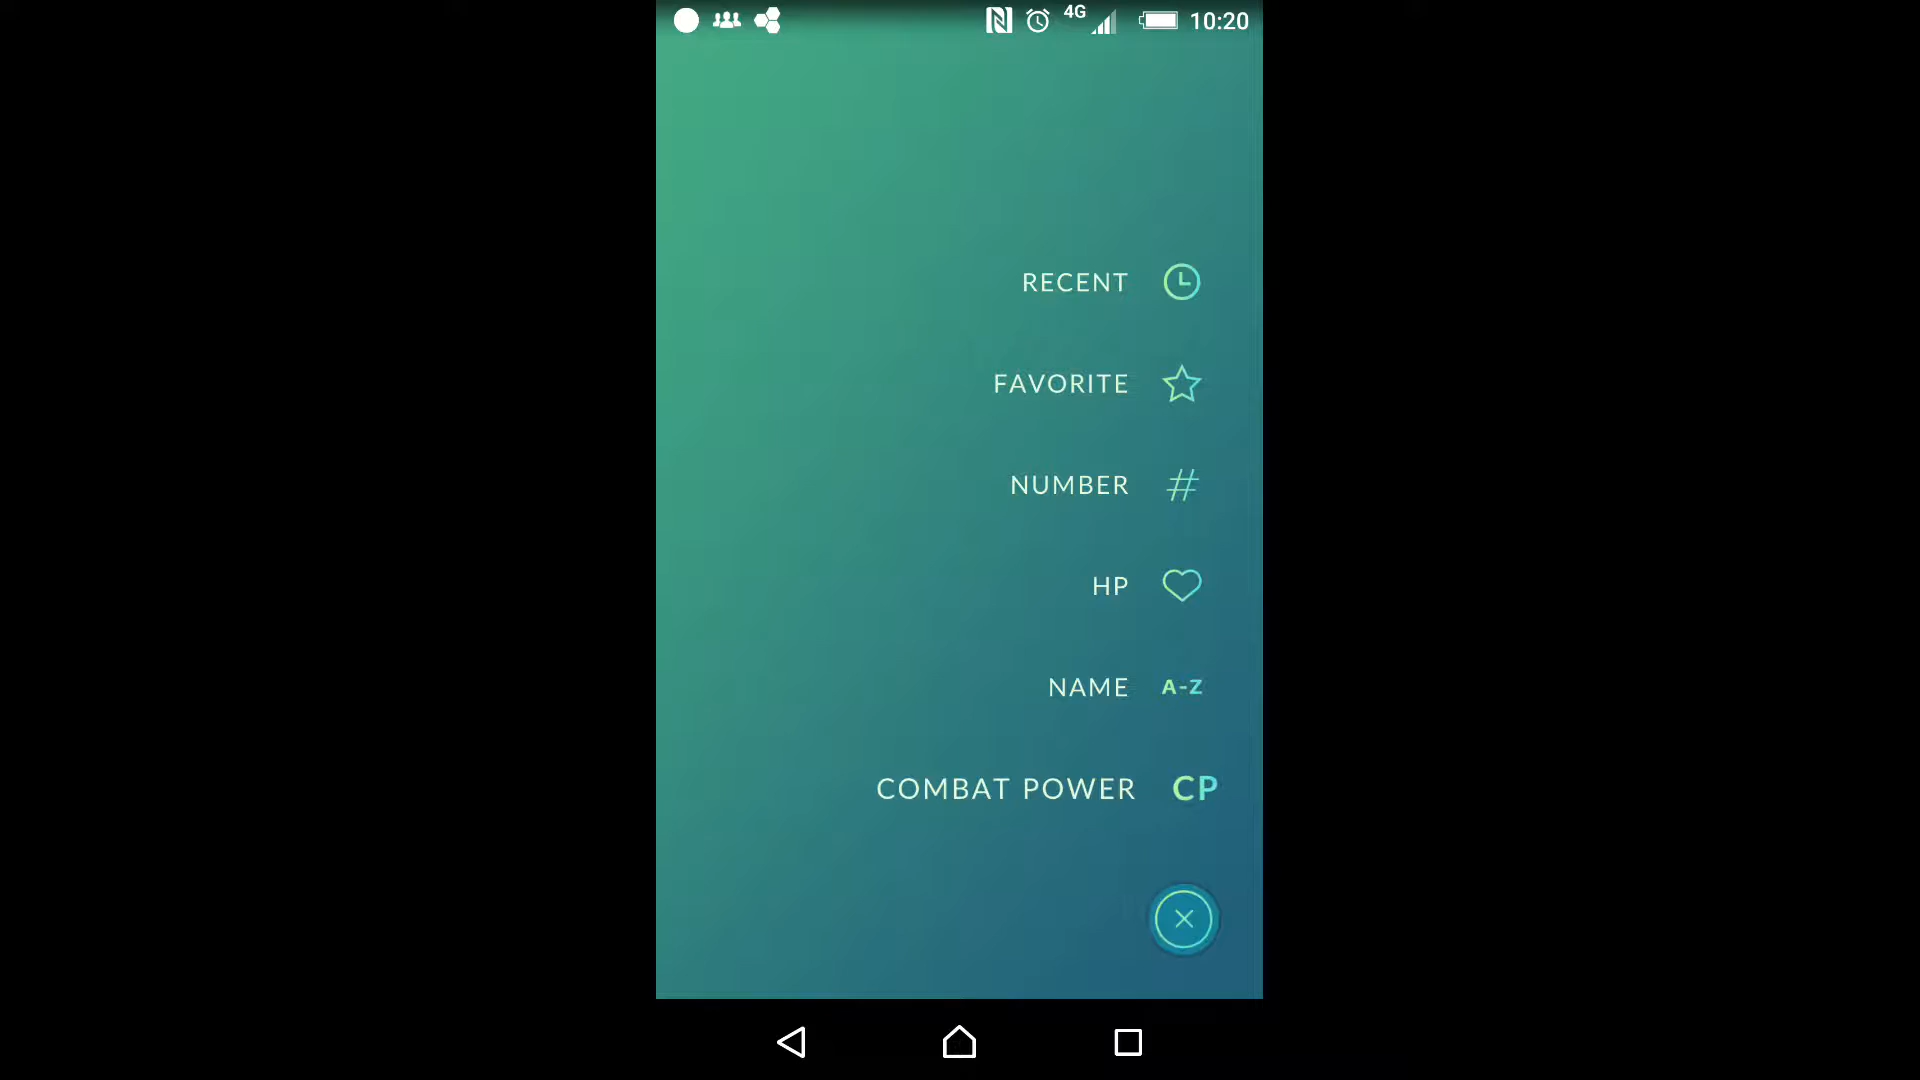 4G 10:20
RECENT
FAVORITE
NUMBER #
HP
NAME A-Z
COMBAT POWER CP